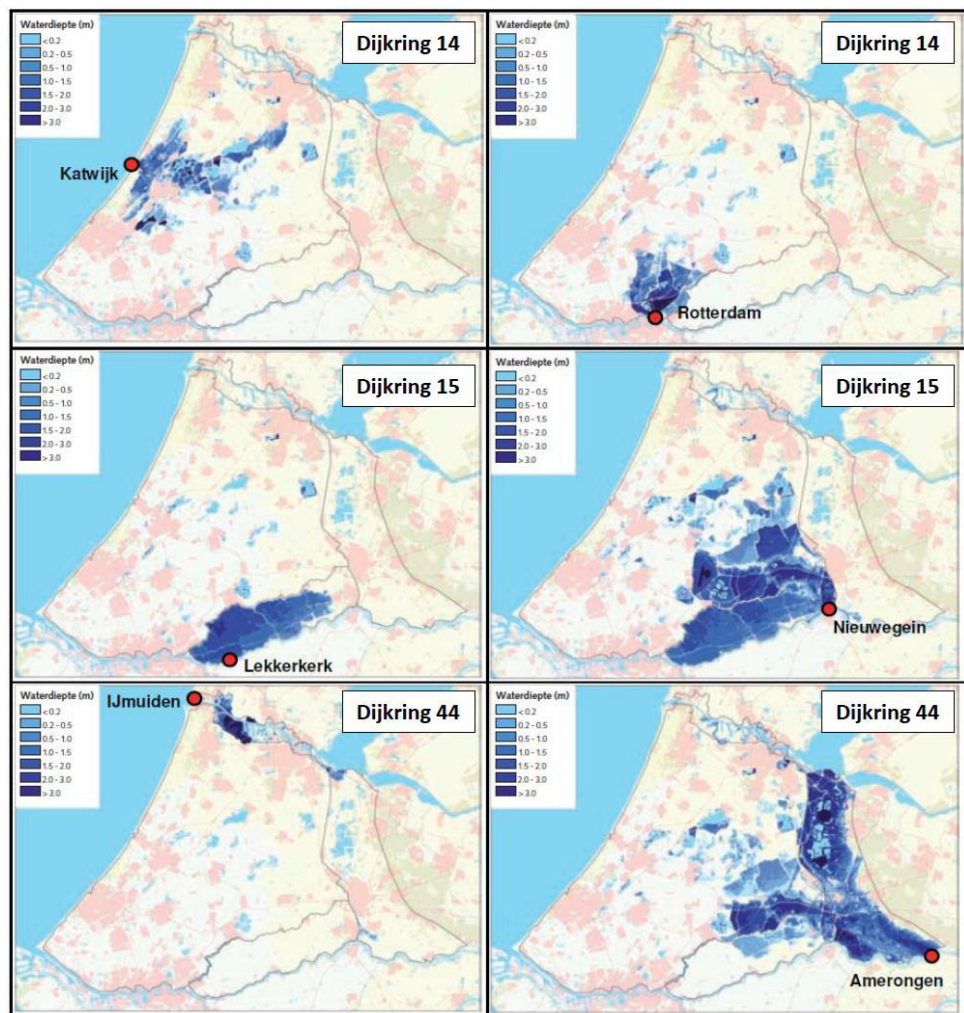 Waterdiepte (m)
< 0.2
0.2 - 0.5
0.5 - 1.0
1.0 - 1.5
1.5 - 2.0
2.0 - 3.0
> 3.0
Dijkring 14
Katwijk
Waterdiepte (m)
< 0.2
0.2 - 0.5
0.5 - 1.0
1.0 - 1.5
1.5 - 2.0
2.0 - 3.0
> 3.0
Dijkring 14
Rotterdam
Waterdiepte (m)
< 0.2
0.2 - 0.5
0.5 - 1.0
1.0 - 1.5
1.5 - 2.0
2.0 - 3.0
> 3.0
Dijkring 15
Lekkerkerk
Waterdiepte (m)
< 0.2
0.2 - 0.5
0.5 - 1.0
1.0 - 1.5
1.5 - 2.0
2.0 - 3.0
> 3.0
Dijkring 15
Nieuwegein
Waterdiepte (m)
< 0.2
0.2 - 0.5
0.5 - 1.0
1.0 - 1.5
1.5 - 2.0
2.0 - 3.0
> 3.0
IJmuiden
Dijkring 44
Waterdiepte (m)
< 0.2
0.2 - 0.5
0.5 - 1.0
1.0 - 1.5
1.5 - 2.0
2.0 - 3.0
> 3.0
Dijkring 44
Amerongen